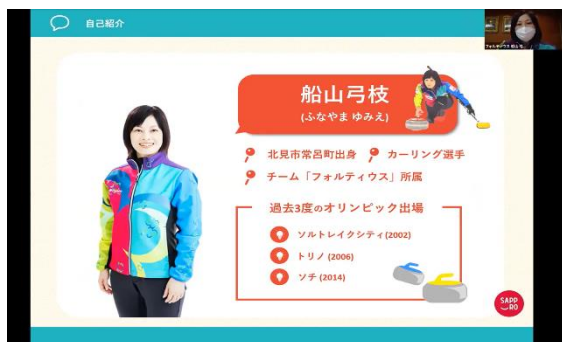 自己紹介
船山弓枝
(ふなやま ゆみえ)
北見市常呂町出身 カーリング選手
チーム「フォルティウス」所属
過去3度のオリンピック出場
ソルトレイクシティ(2002)
トリノ(2006)
ソチ(2014)
SAPP
RO